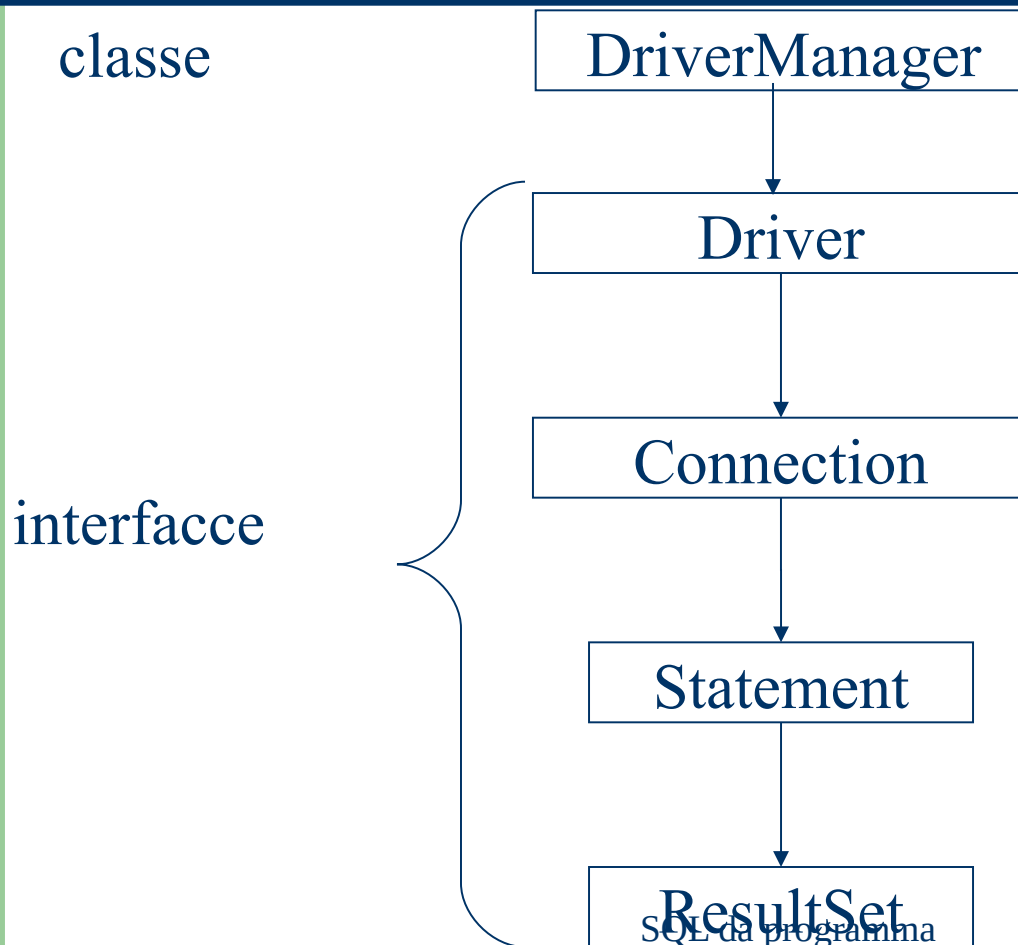 classe
DriverManager
Driver
Connection
interfacce
Statement
ResultSet
SQL da programma